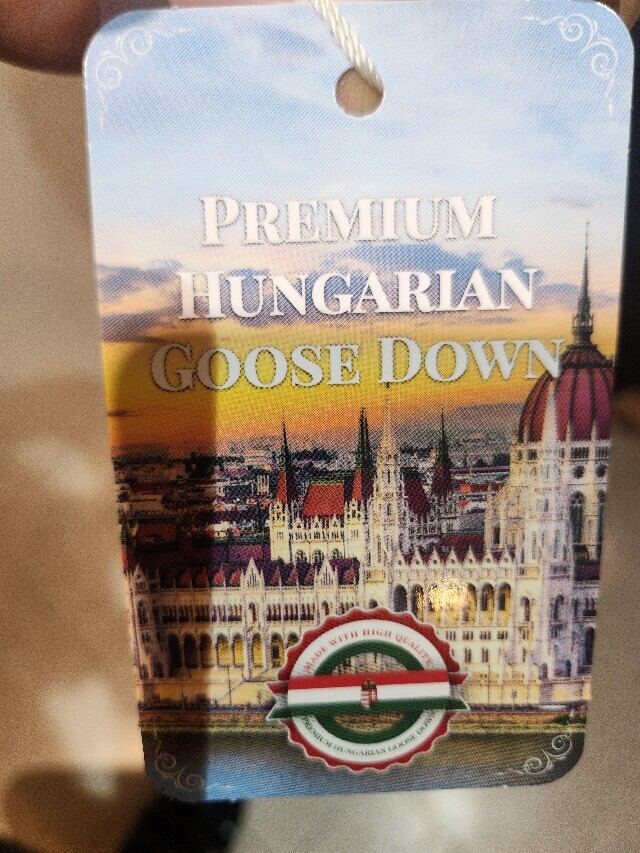 PREMIUM
HUNGARIAN
GOOSE DOWN
MADE WITH HIGH QUALITY
PREMIUM HUNGARIAN GOOSE DOWN